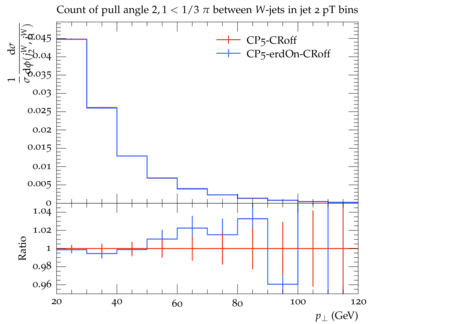 Count of pull angle 2, 1 < 1/3 π between W-jets in jet 2 pT bins
CP5-CRoff
CP5-erdOn-CRoff
0.045
0.04
0.035
0.03
0.025
0.02
0.015
0.01
0.005
0
1.04
1.02
1
0.98
0.96
Ratio
20 40 60 80 100 120
p⊥ (GeV)